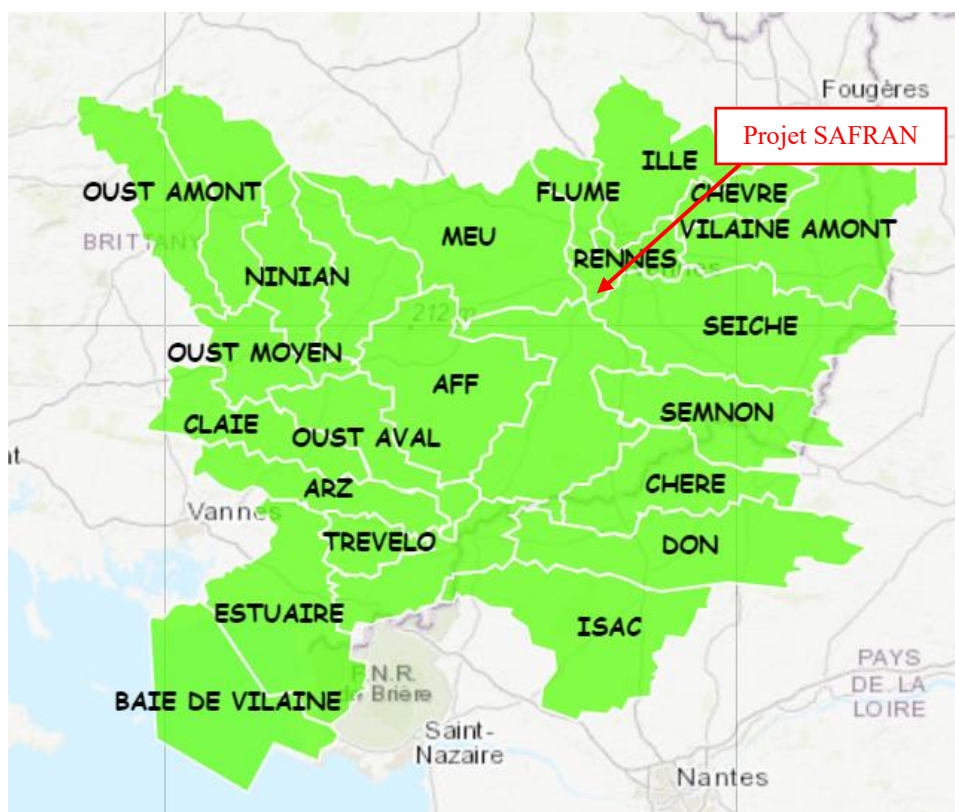 Fougères
Projet SAFRAN
ILLE
OUST AMONT
FLUME
CHEVRE
BRITTANY
MEU
VILAINE AMONT
NINIAN
RENNES
212 m
SEICHE
OUST MOYEN
AFF
CLAIE
OUST AVAL
SEMNON
ARZ
CHERE
Vannes
TREVELO
DON
ESTUAIRE
ISAC
BAIE DE VILAINE
P.N.R.
de Brière
PAYS
DE LA
LOIRE
Saint-
Nazaire
Nantes